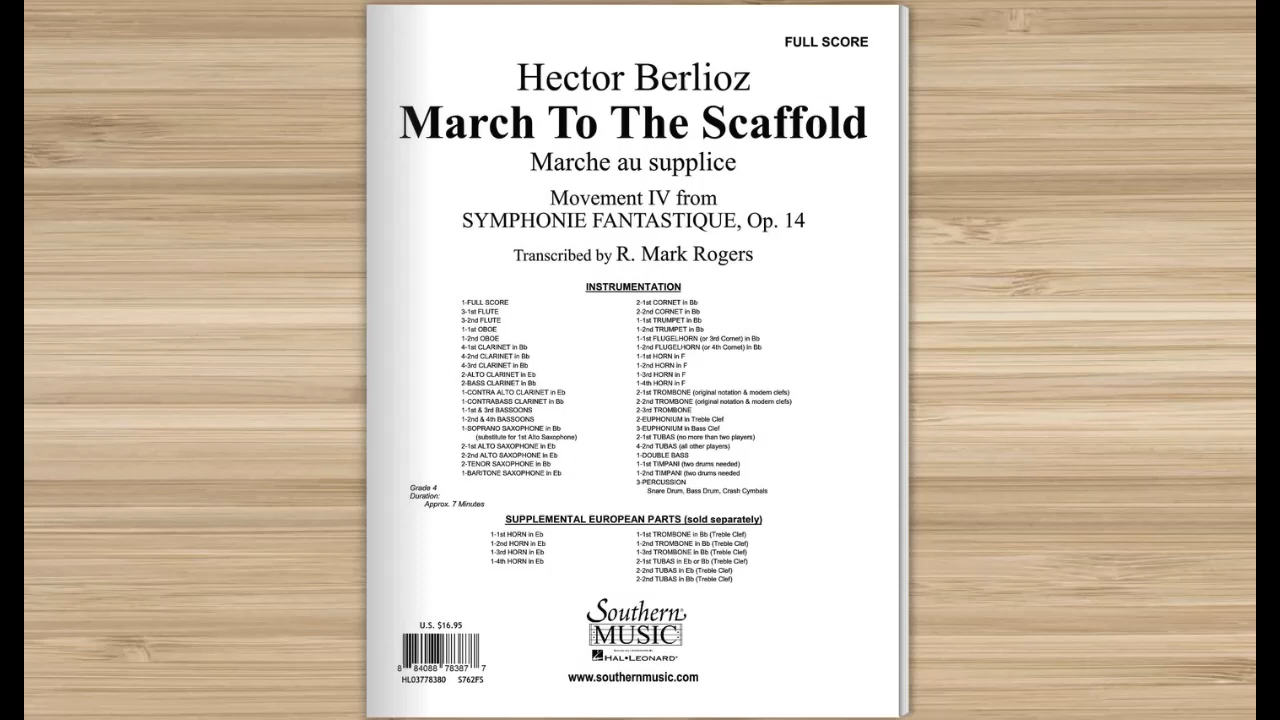 FULL SCORE
Hector Berlioz
March To The Scaffold
Marche au supplice
Movement IV from
SYMPHONIE FANTASTIQUE, Op. 14
Transcribed by R. Mark Rogers
INSTRUMENTATION
1-FULL SCORE
3-1st FLUTE
3-2nd FLUTE
1-1st OBOE
1-2nd OBOE
4-1st CLARINET in Bb
4-2nd CLARINET in Bb
4-3rd CLARINET in Bb
2-ALTO CLARINET in Eb
2-BASS CLARINET in Bb
1-CONTRA ALTO CLARINET in Eb
1-CONTRABASS CLARINET in Bb
1-1st & 3rd BASSOONS
1-2nd & 4th BASSOONS
1-SOPRANO SAXOPHONE in Bb
(substitute for 1st Alto Saxophone)
2-1st ALTO SAXOPHONE in Eb
2-2nd ALTO SAXOPHONE in Eb
2-TENOR SAXOPHONE in Bb
1-BARITONE SAXOPHONE in Eb
2-1st CORNET in Bb
2-2nd CORNET in Bb
1-1st TRUMPET in Bb
1-2nd TRUMPET in Bb
1-1st FLUGELHORN (or 3rd Cornet) in Bb
1-2nd FLUGELHORN (or 4th Cornet) in Bb
1-1st HORN in F
1-2nd HORN in F
1-3rd HORN in F
1-4th HORN in F
2-1st TROMBONE (original notation & modern clefs)
2-2nd TROMBONE (original notation & modern clefs)
2-3rd TROMBONE
2-EUPHONIUM in Treble Clef
3-EUPHONIUM in Bass Clef
2-1st TUBAS (no more than two players)
4-2nd TUBAS (all other players)
1-DOUBLE BASS
1-1st TIMPANI (two drums needed)
1-2nd TIMPANI (two drums needed
3-PERCUSSION
Snare Drum, Bass Drum, Crash Cymbals
Grade 4
Duration:
Approx. 7 Minutes
SUPPLEMENTAL EUROPEAN PARTS (sold separately)
1-1st HORN in Eb
1-2nd HORN in Eb
1-3rd HORN in Eb
1-4th HORN in Eb
1-1st TROMBONE in Bb (Treble Clef)
1-2nd TROMBONE in Bb (Treble Clef)
1-3rd TROMBONE in Bb (Treble Clef)
2-1st TUBAS in Eb or Bb (Treble Clef)
2-2nd TUBAS in Eb (Treble Clef)
2-2nd TUBAS in Bb (Treble Clef)
U.S. $16.95
8 84088 78387 7
HL03778380 S762FS
Southern
MUSIC
HAL•LEONARD
www.southernmusic.com